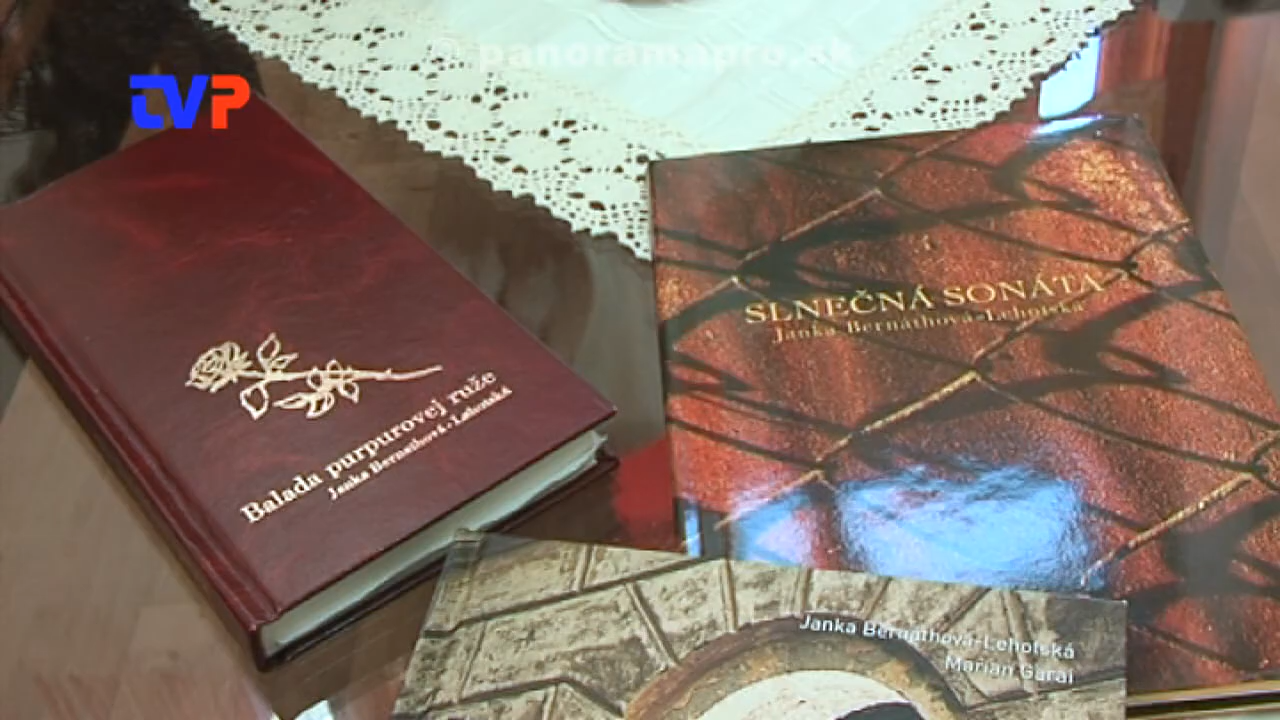 © panoramapro.sk
TVP
SLNEČNÁ SONÁTA
Janka Bernáthová-Lehotská
Balada purpurovej ruže
Janka Bernáthová-Lehotská
Janka Bernáthová-Lehotská
Marian Garai